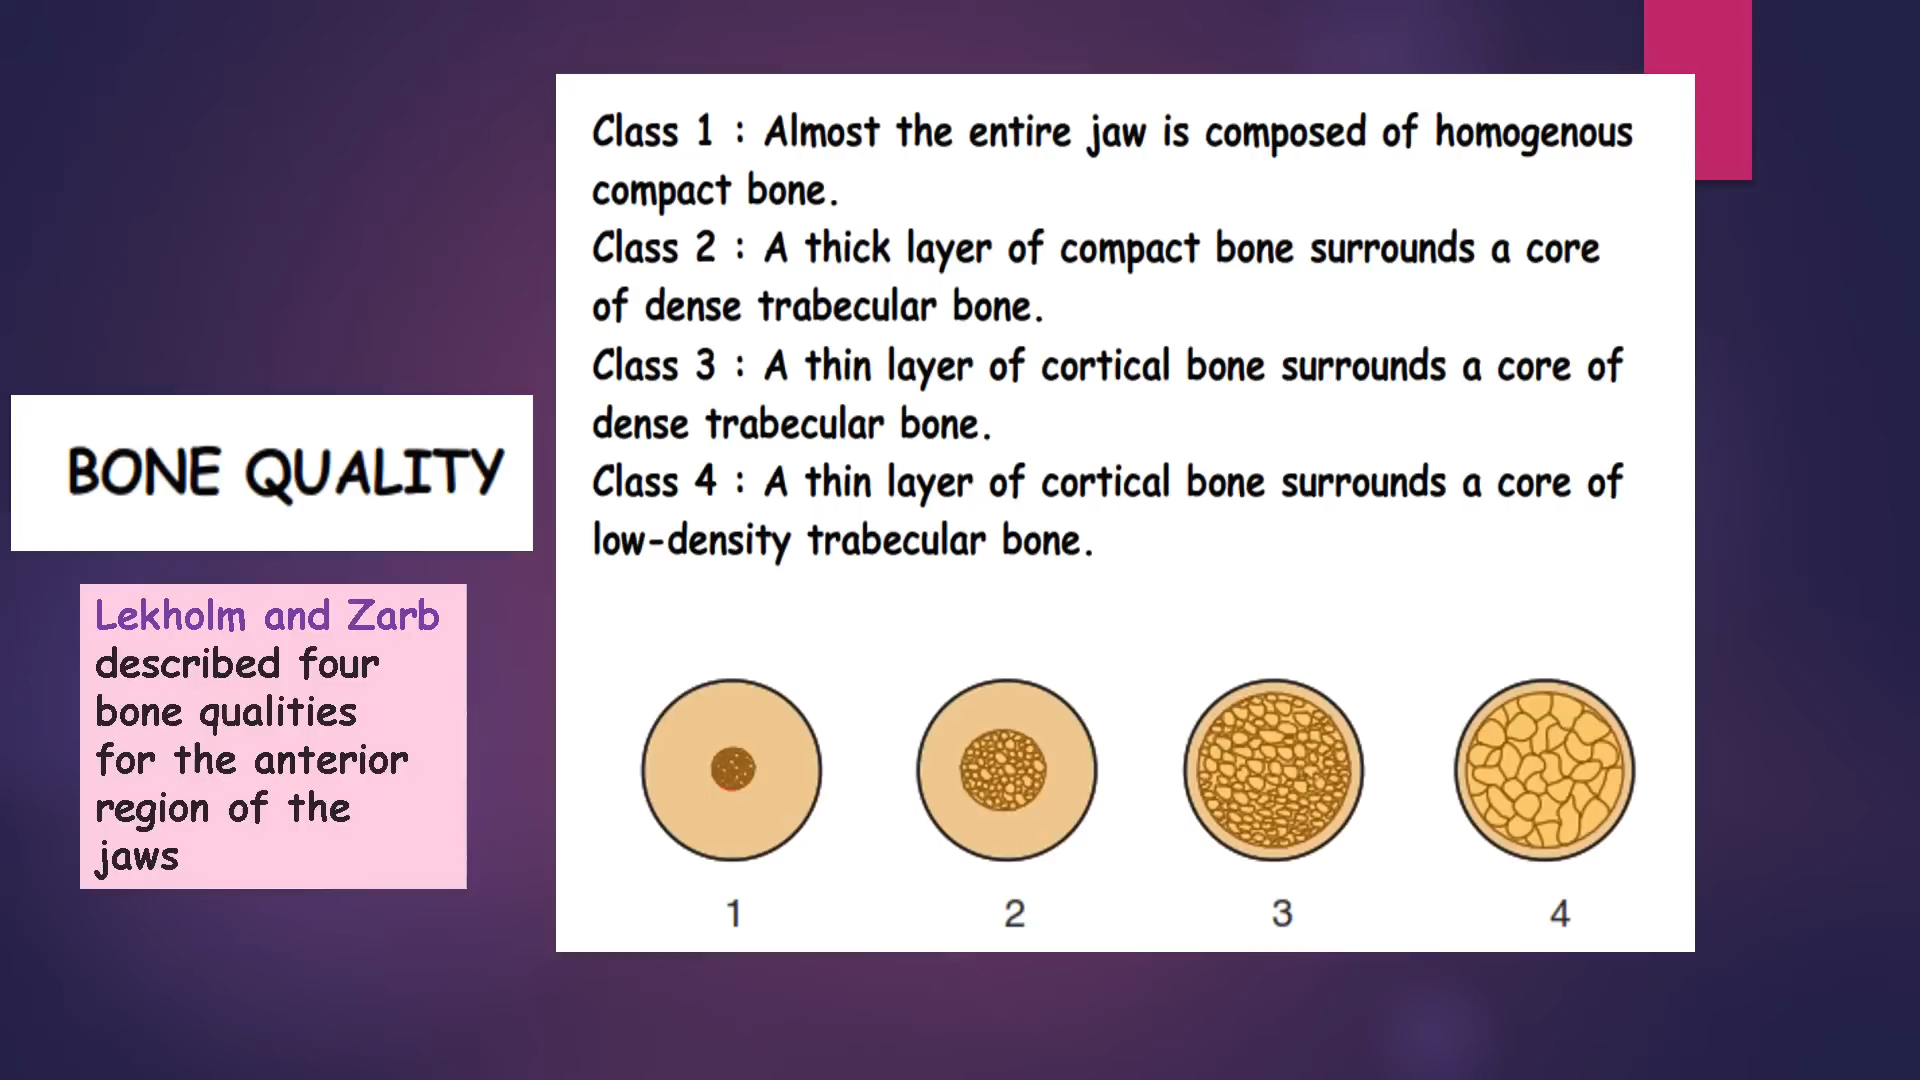 BONE QUALITY
Lekholm and Zarb
described four
bone qualities
for the anterior
region of the
jaws
Class 1 : Almost the entire jaw is composed of homogenous
compact bone.
Class 2 : A thick layer of compact bone surrounds a core
of dense trabecular bone.
Class 3 : A thin layer of cortical bone surrounds a core of
dense trabecular bone.
Class 4 : A thin layer of cortical bone surrounds a core of
low-density trabecular bone.
1 2 3 4